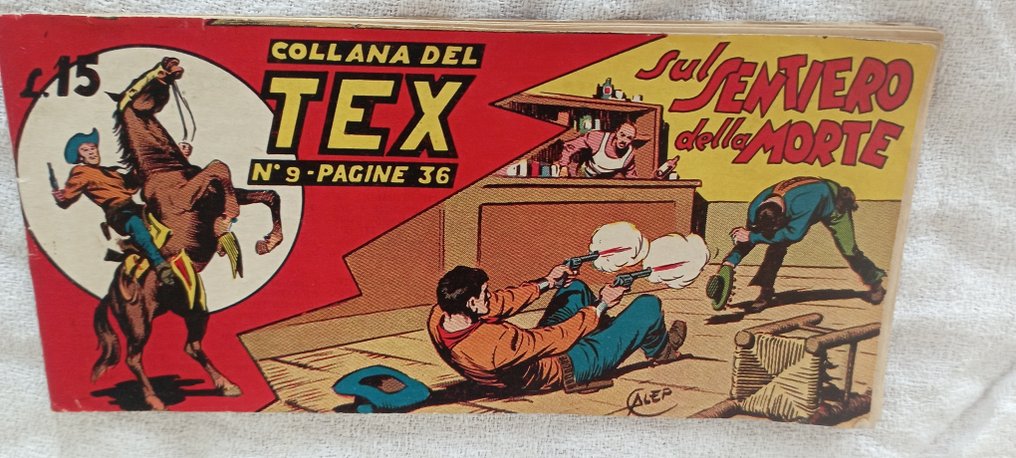 L. 15
COLLANA DEL
TEX
N° 9 - PAGINE 36
Sul SENTIERO
della MORTE
GALEP